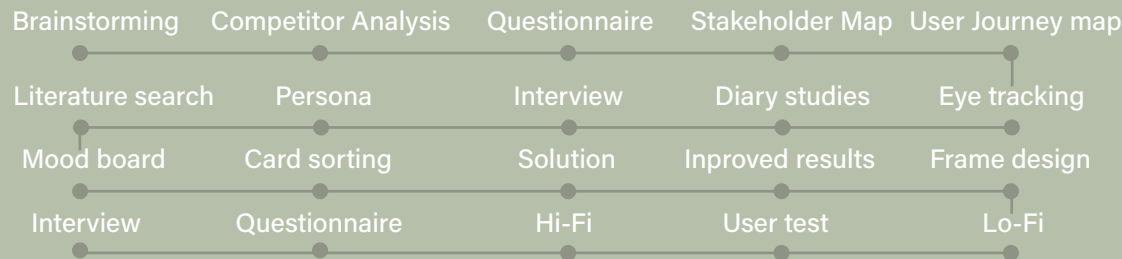 Brainstorming Competitor Analysis Questionnaire Stakeholder Map User Journey map
Literature search Persona Interview Diary studies Eye tracking
Mood board Card sorting Solution Inproved results Frame design
Interview Questionnaire Hi-Fi User test Lo-Fi